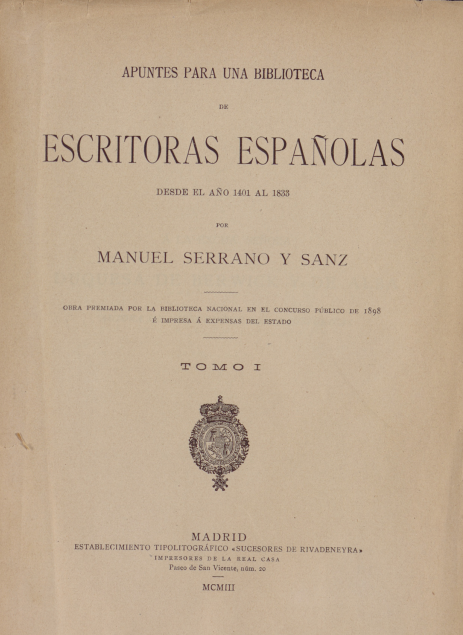 APUNTES PARA UNA BIBLIOTECA
DE
ESCRITORAS ESPAÑOLAS
DESDE EL AÑO 1401 AL 1833
POR
MANUEL SERRANO Y SANZ
OBRA PREMIADA POR LA BIBLIOTECA NACIONAL EN EL CONCURSO PÚBLICO DE 1898
É IMPRESA Á EXPENSAS DEL ESTADO
TOMO I
MADRID
ESTABLECIMIENTO TIPOLITOGRÁFICO «SUCESORES DE RIVADENEYRA»
IMPRESORES DE LA REAL CASA
Paseo de San Vicente, núm. 20
MCMIII